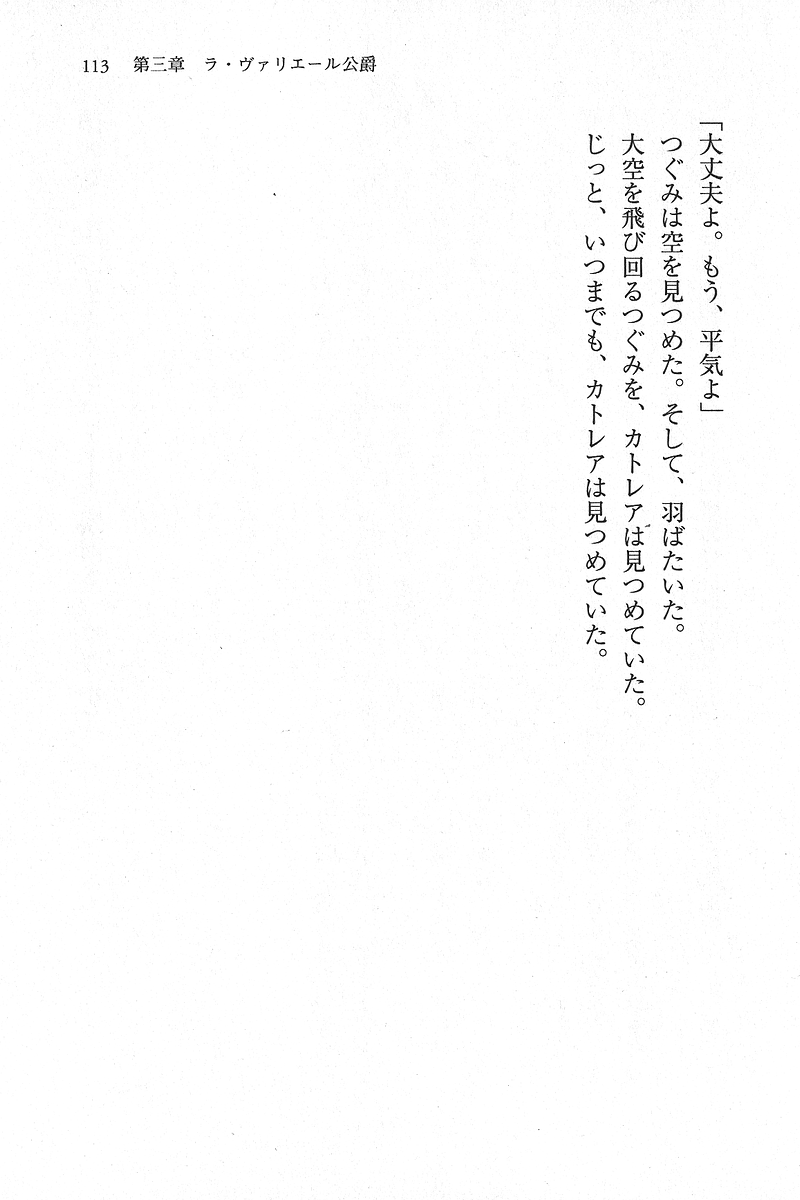 113 第三章 ラ・ヴァリエール公爵
「大丈夫よ。もう、平気よ」
つぐみは空を見つめた。そして、羽ばたいた。
大空を飛び回るつぐみを、カトレアは見つめていた。
じっと、いつまでも、カトレアは見つめていた。